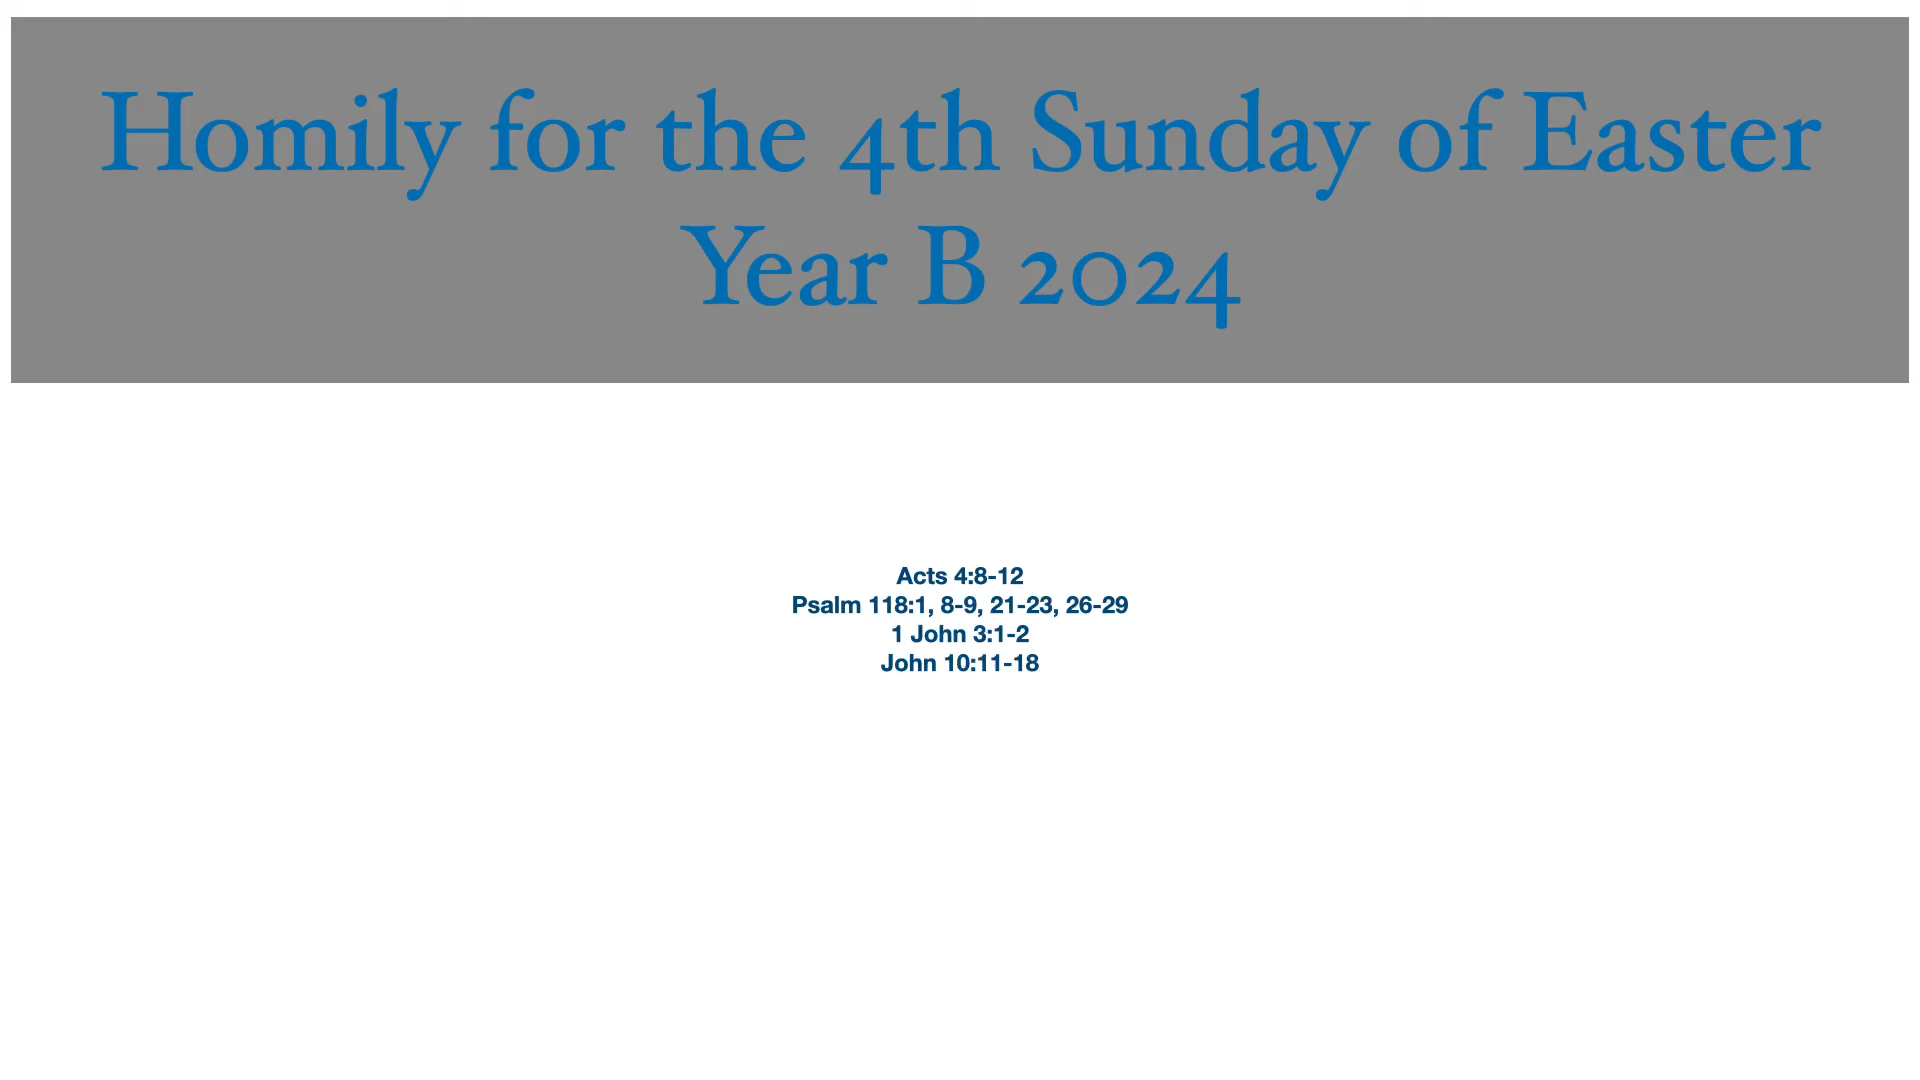 Homily for the 4th Sunday of Easter
Year B 2024
Acts 4:8-12
Psalm 118:1, 8-9, 21-23, 26-29
1 John 3:1-2
John 10:11-18